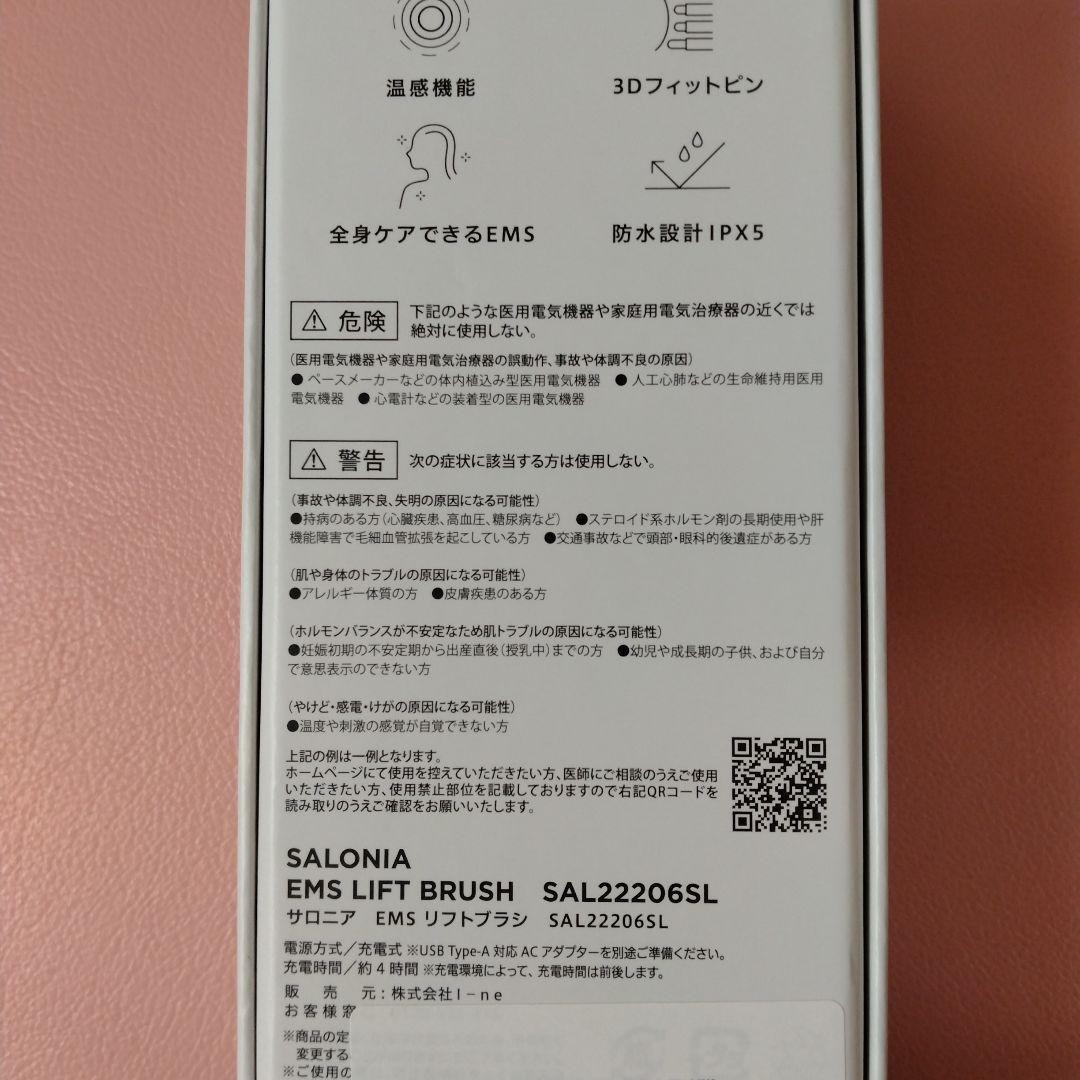 温感機能
3Dフィットピン
全身ケアできるEMS
防水設計IPX5
危険
下記のような医用電気機器や家庭用電気治療器の近くでは
絶対に使用しない。
(医用電気機器や家庭用電気治療器の誤動作、事故や体調不良の原因)
●ペースメーカーなどの体内植込み型医用電気機器 ●人工心肺などの生命維持用医用
電気機器 ●心電計などの装着型の医用電気機器
警告
次の症状に該当する方は使用しない。
(事故や体調不良、失明の原因になる可能性)
●持病のある方(心臓疾患、高血圧、糖尿病など) ●ステロイド系ホルモン剤の長期使用や肝
機能障害で毛細血管拡張を起こしている方 ●交通事故などで頭部・眼科的後遺症がある方
(肌や身体のトラブルの原因になる可能性)
●アレルギー体質の方 ●皮膚疾患のある方
(ホルモンバランスが不安定なため肌トラブルの原因になる可能性)
●妊娠初期の不安定期から出産直後(授乳中)までの方 ●幼児や成長期の子供、および自分
で意思表示のできない方
(やけど・感電・けがの原因になる可能性)
●温度や刺激の感覚が自覚できない方
上記の例は一例となります。
ホームページにて使用を控えていただきたい方、医師にご相談のうえご使用
いただきたい方、使用禁止部位を記載しておりますので右記QRコードを
読み取りのうえご確認をお願いいたします。
SALONIA
EMS LIFT BRUSH SAL22206SL
サロニア EMS リフトブラシ SAL22206SL
電源方式/充電式 ※USB Type-A 対応 AC アダプターを別途ご準備ください。
充電時間/約4時間 ※充電環境によって、充電時間は前後します。
販売元:株式会社I-ne
お客様窓
※商品の定
変更する
※ご使用の